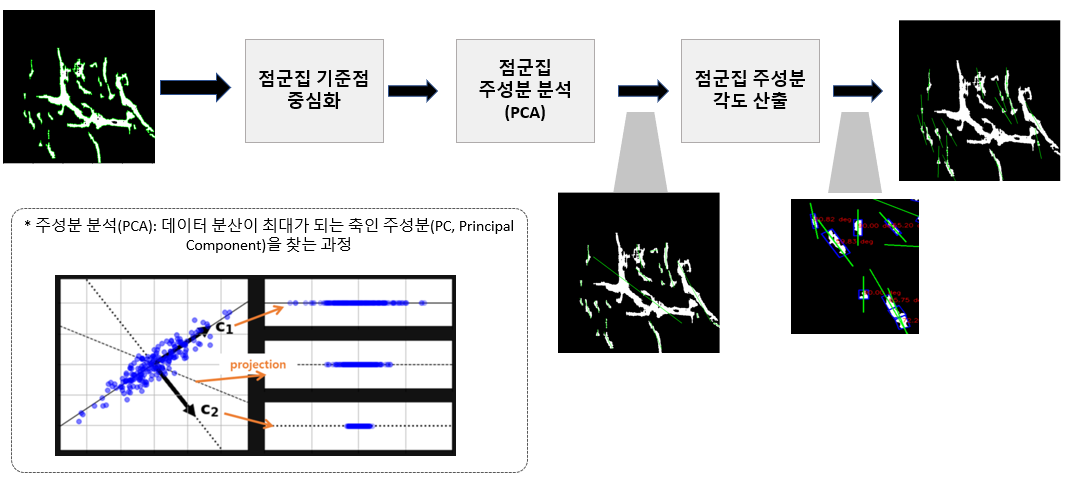 점군집 기준점
중심화
점군집
주성분 분석
(PCA)
점군집 주성분
각도 산출
* 주성분 분석(PCA): 데이터 분산이 최대가 되는 축인 주성분(PC, Principal
Component)을 찾는 과정
c1
projection
c2